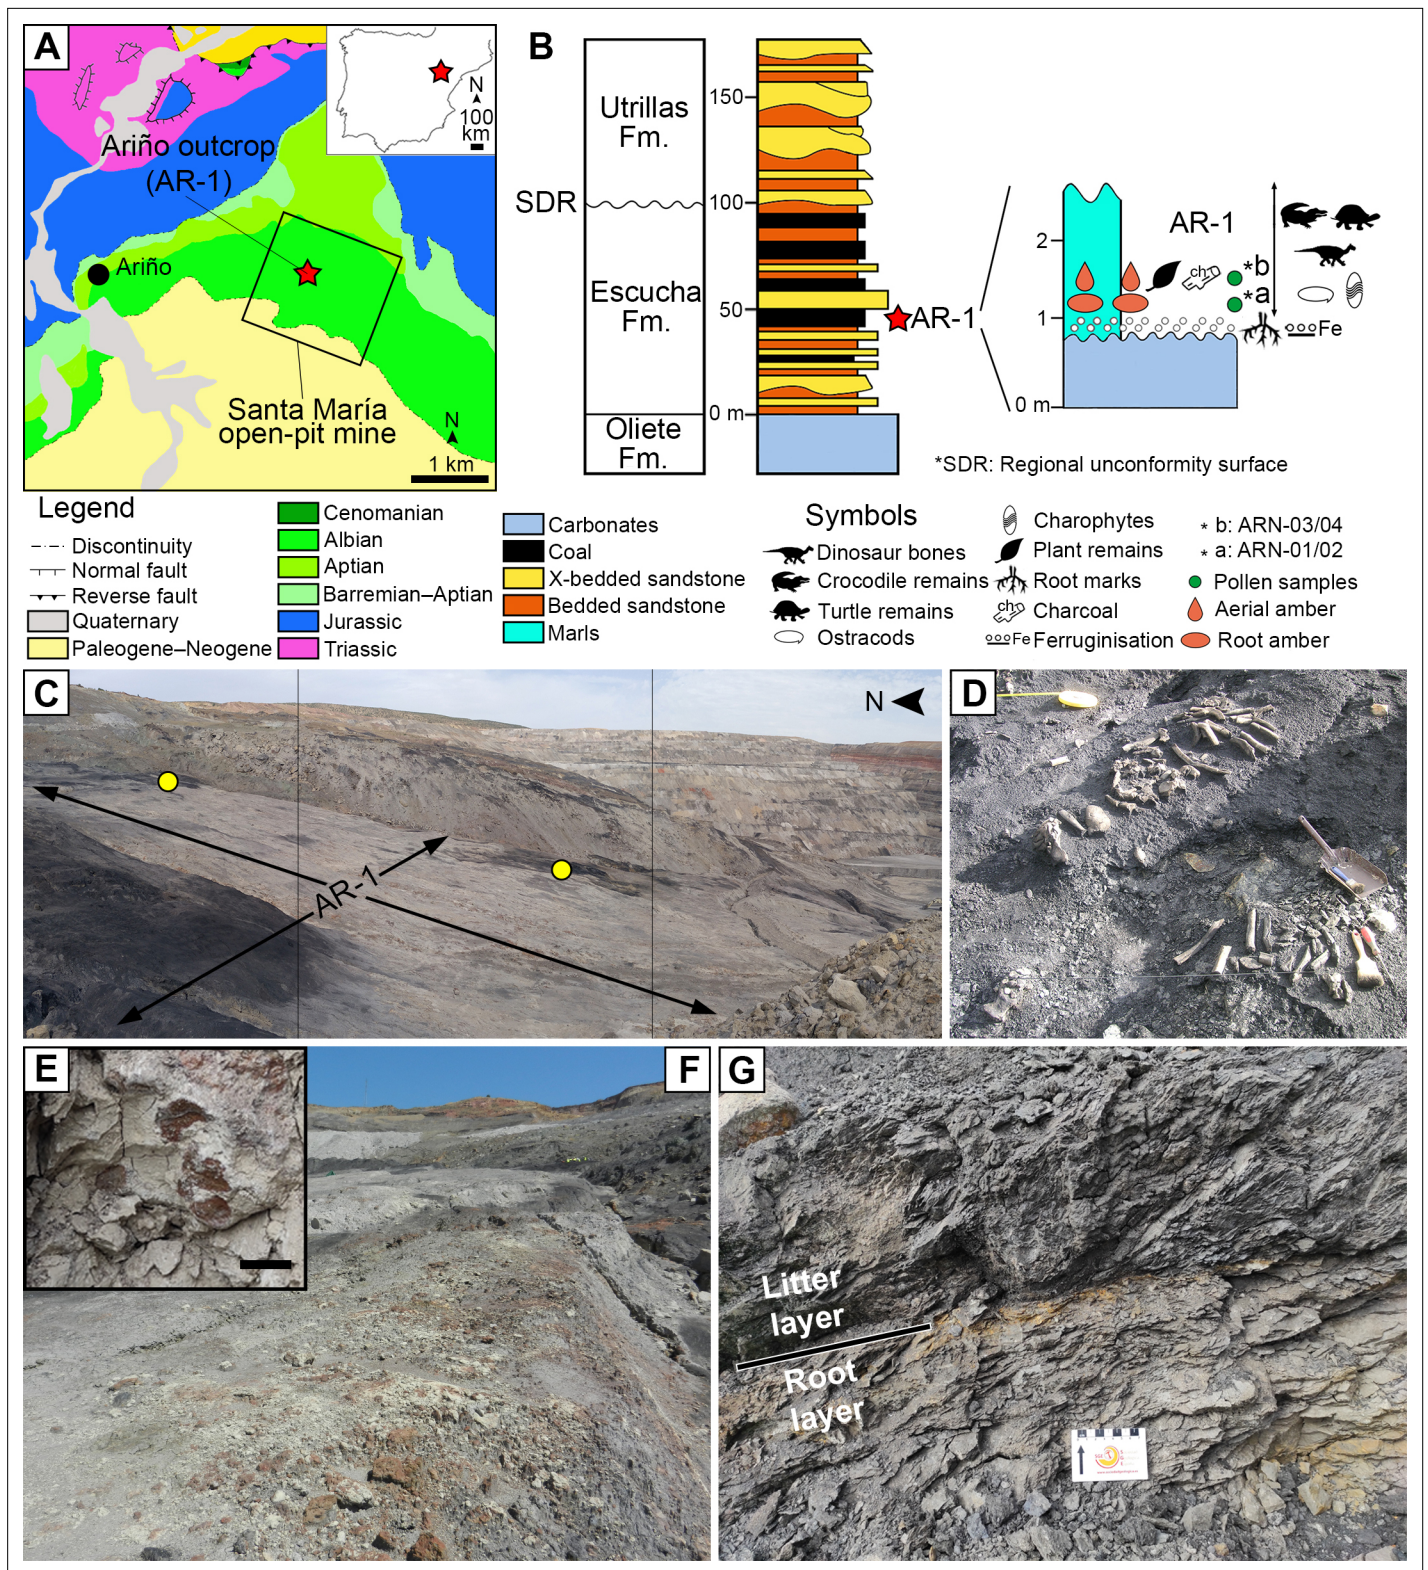 A
N
100
km
Ariño outcrop
(AR-1)
Ariño
Santa María
open-pit mine
N
1 km
B
Utrillas
Fm.
SDR
Escucha
Fm.
Oliete
Fm.
150
100
50
0 m
AR-1
2
1
0 m
AR-1
ch
*b
*a
Fe
*SDR: Regional unconformity surface
Legend
Discontinuity
Normal fault
Reverse fault
Quaternary
Paleogene–Neogene
Cenomanian
Albian
Aptian
Barremian–Aptian
Jurassic
Triassic
Carbonates
Coal
X-bedded sandstone
Bedded sandstone
Marls
Symbols
Dinosaur bones
Crocodile remains
Turtle remains
Ostracods
Charophytes
Plant remains
Root marks
ch Charcoal
Fe Ferruginisation
* b: ARN-03/04
* a: ARN-01/02
Pollen samples
Aerial amber
Root amber
C
N
AR-1
D
E
F
G
Litter
layer
Root
layer